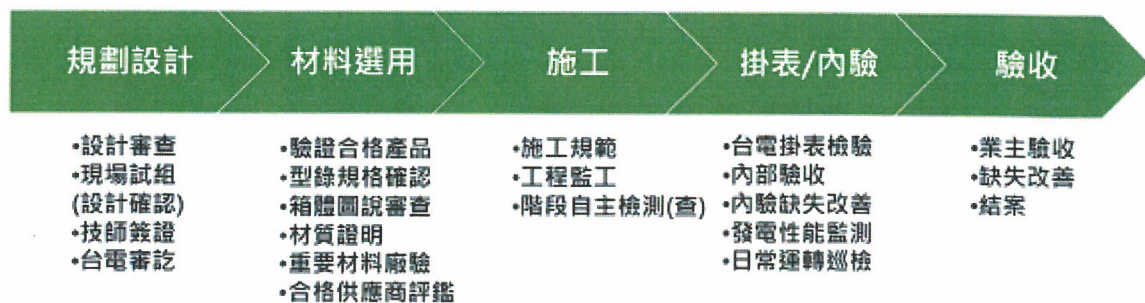 規劃設計
材料選用
施工
掛表/內驗
驗收
•設計審查
•現場試組
(設計確認)
•技師簽證
•台電審訖
•驗證合格產品
•型錄規格確認
•箱體圖說審查
•材質證明
•重要材料廠驗
•合格供應商評鑑
•施工規範
•工程監工
•階段自主檢測(查)
•台電掛表檢驗
•內部驗收
•內驗缺失改善
•發電性能監測
•日常運轉巡檢
•業主驗收
•缺失改善
•結案